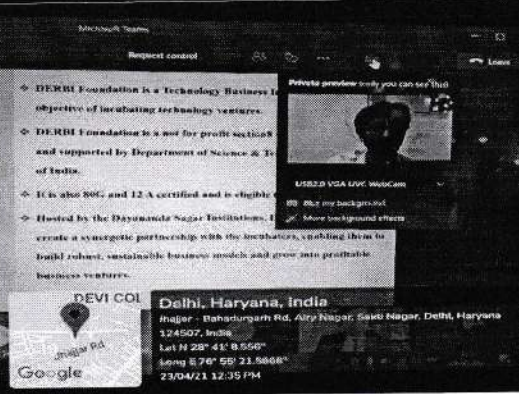 Microsoft Teams
Request control
Leave
❖ DERBI Foundation is a Technology Business
objective of incubating technology ventures.
❖ DERBI Foundation is a not for profit section8
and supported by Department of Science & Te
of India.
❖ It is also 80G and 12 A certified and is eligible
❖ Hosted by the Dayananda Sagar Institutions,
create a synergetic partnership with the incubatees, enabling them to
build robust, sustainable business models and grow into profitable
business ventures.
Private preview (only you can see this)
USB2.0 VGA UVC WebCam
Blur my background
More background effects
DEVI COL
Jhajjar Rd
Google
Delhi, Haryana, India
Jhajjar - Bahadurgarh Rd, Airy Nagar, Sakti Nagar, Delhi, Haryana
124507, India
Lat N 28° 41' 8.556"
Long E 76° 55' 21.8868"
23/04/21 12:35 PM